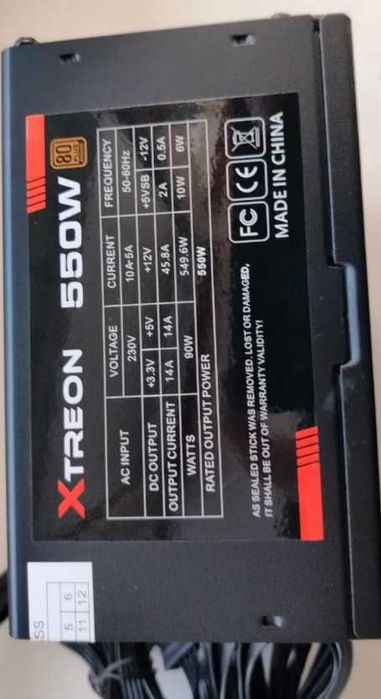 XTREON 550W
80 PLUS
AC INPUT VOLTAGE CURRENT FREQUENCY
230V 10A-5A 50-60Hz
DC OUTPUT +3.3V +5V +12V +5VSB -12V
OUTPUT CURRENT 14A 14A 45.8A 2A 0.5A
WATTS 90W 549.6W 10W 6W
RATED OUTPUT POWER 550W
AS SEALED STICK WAS REMOVED, LOST OR DAMAGED,
IT SHALL BE OUT OF WARRANTY VALIDITY!
FC CE
MADE IN CHINA
SS
5 6
11 12